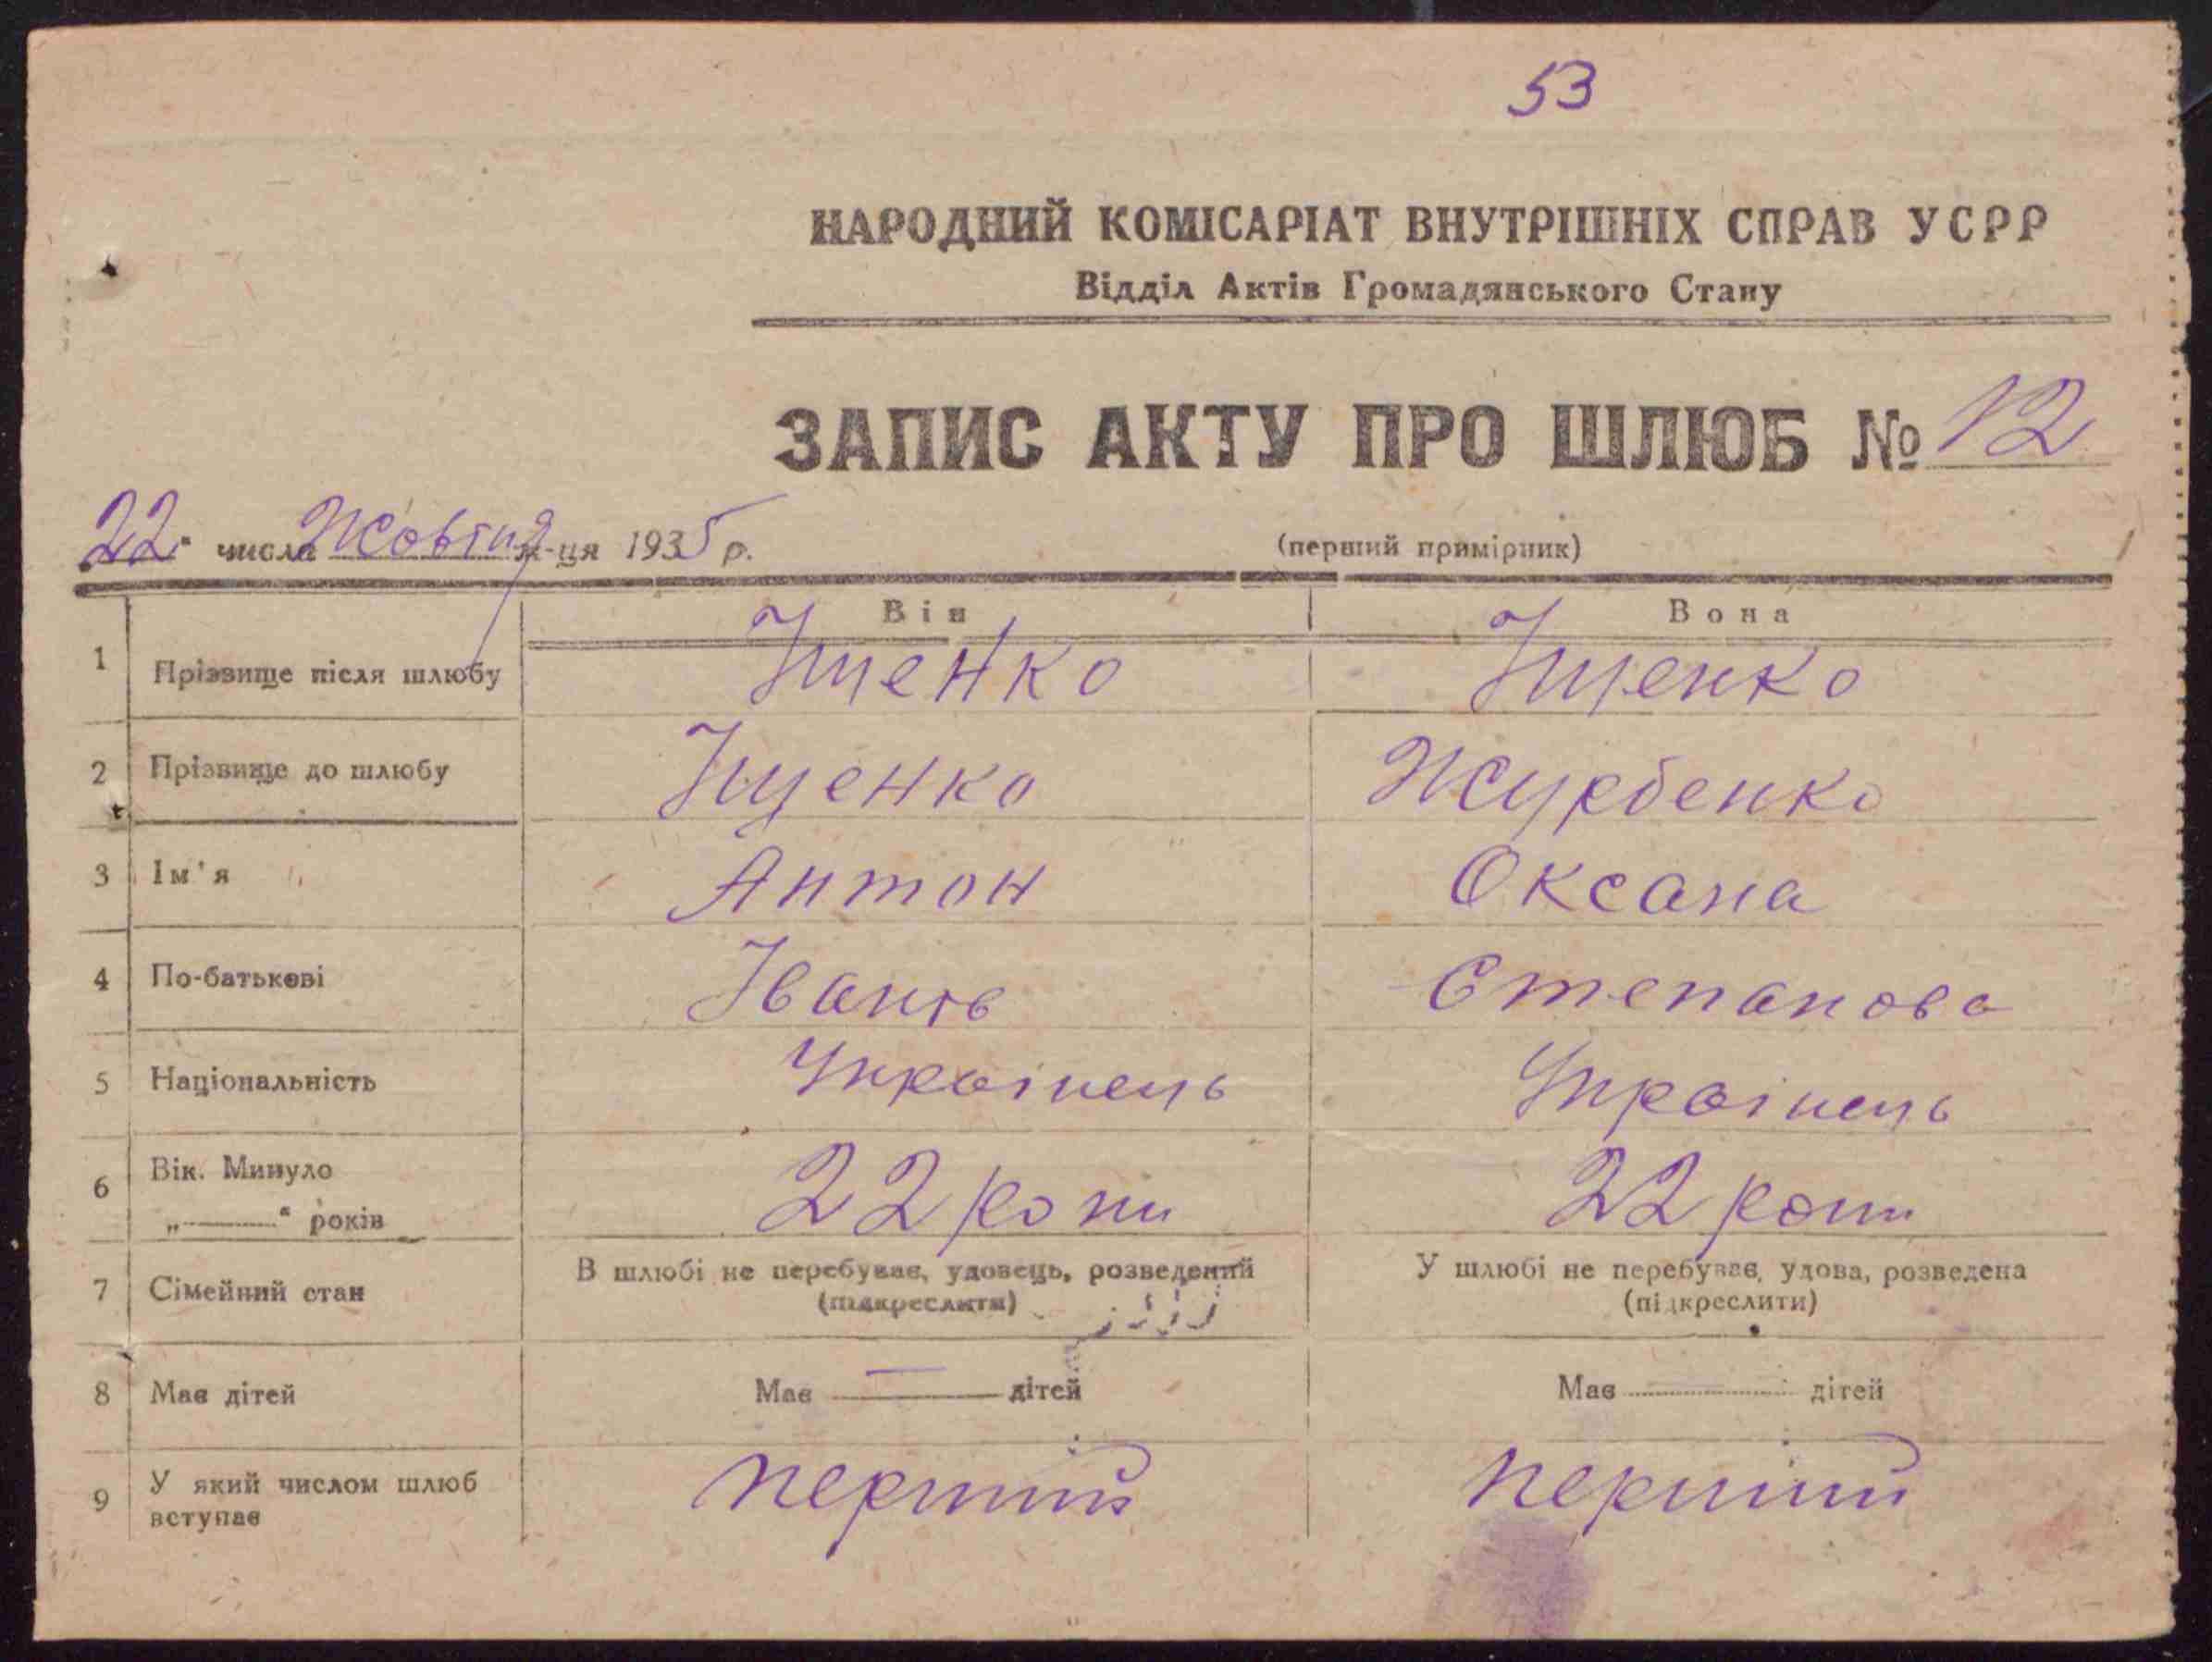 53
НАРОДНИЙ КОМІСАРІАТ ВНУТРІШНІХ СПРАВ УСРР
Відділ Актів Громадянського Стану
ЗАПИС АКТУ ПРО ШЛЮБ № 12
„22" числа Жовтня м-ця 1935 р. (перший примірник)
Він Вона
1 Прізвище після шлюбу Іщенко Іщенко
2 Прізвище до шлюбу Іщенко Журбенко
3 Ім'я Антон Оксана
4 По-батькові Іванів Степанова
5 Національність Українець Українець
6 Вік. Минуло
„———" років 22 роки 22 роки
7 Сімейний стан В шлюбі не перебуває, удовець, розведений У шлюбі не перебуває, удова, розведена
(підкреслити) (підкреслити)
8 Має дітей Має — дітей Має дітей
9 У який числом шлюб
вступає перший перший